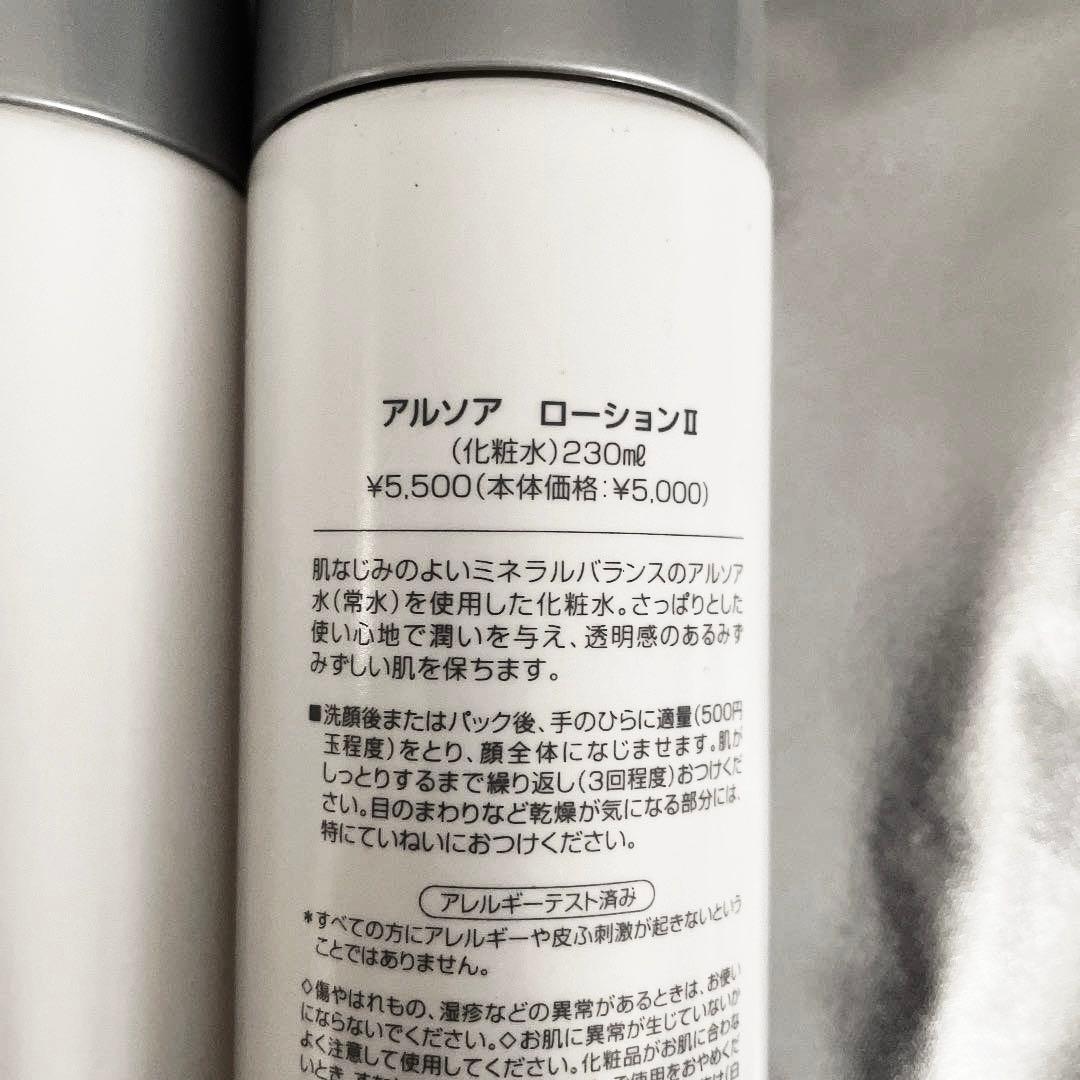 アルソア　ローションⅡ
(化粧水)230㎖
¥5,500(本体価格:¥5,000)
肌なじみのよいミネラルバランスのアルソア
水(常水)を使用した化粧水。さっぱりとした
使い心地で潤いを与え、透明感のあるみず
みずしい肌を保ちます。
■洗顔後またはパック後、手のひらに適量(500円
玉程度)をとり、顔全体になじませます。肌が
しっとりするまで繰り返し(3回程度)おつけくだ
さい。目のまわりなど乾燥が気になる部分には、
特にていねいにおつけください。
アレルギーテスト済み
*すべての方にアレルギーや皮ふ刺激が起きないという
ことではありません。
◇傷やはれもの、湿疹などの異常があるときは、お使い
にならないでください。◇お肌に異常が生じていないか
よく注意して使用してください。化粧品がお肌に合わな
いとき
ご使用をおやめくだ